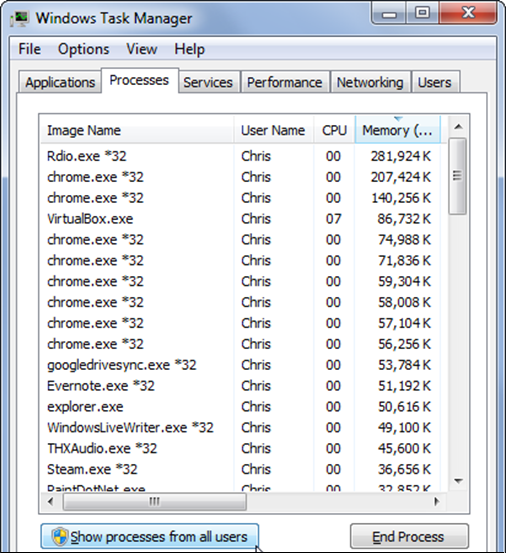 Windows Task Manager
File Options View Help
Applications Processes Services Performance Networking Users
Image Name User Name CPU Memory (...
Rdio.exe *32 Chris 00 281,924 K
chrome.exe *32 Chris 00 207,424 K
chrome.exe *32 Chris 00 140,256 K
VirtualBox.exe Chris 07 86,732 K
chrome.exe *32 Chris 00 74,988 K
chrome.exe *32 Chris 00 71,836 K
chrome.exe *32 Chris 00 59,304 K
chrome.exe *32 Chris 00 58,008 K
chrome.exe *32 Chris 00 57,104 K
chrome.exe *32 Chris 00 56,256 K
googledrivesync.exe *32 Chris 00 53,784 K
Evernote.exe *32 Chris 00 51,192 K
explorer.exe Chris 00 50,616 K
WindowsLiveWriter.exe *32 Chris 00 49,100 K
THXAudio.exe *32 Chris 00 45,600 K
Steam.exe *32 Chris 00 36,656 K
PaintDotNet.exe Chris 00 32,852 K
Show processes from all users End Process